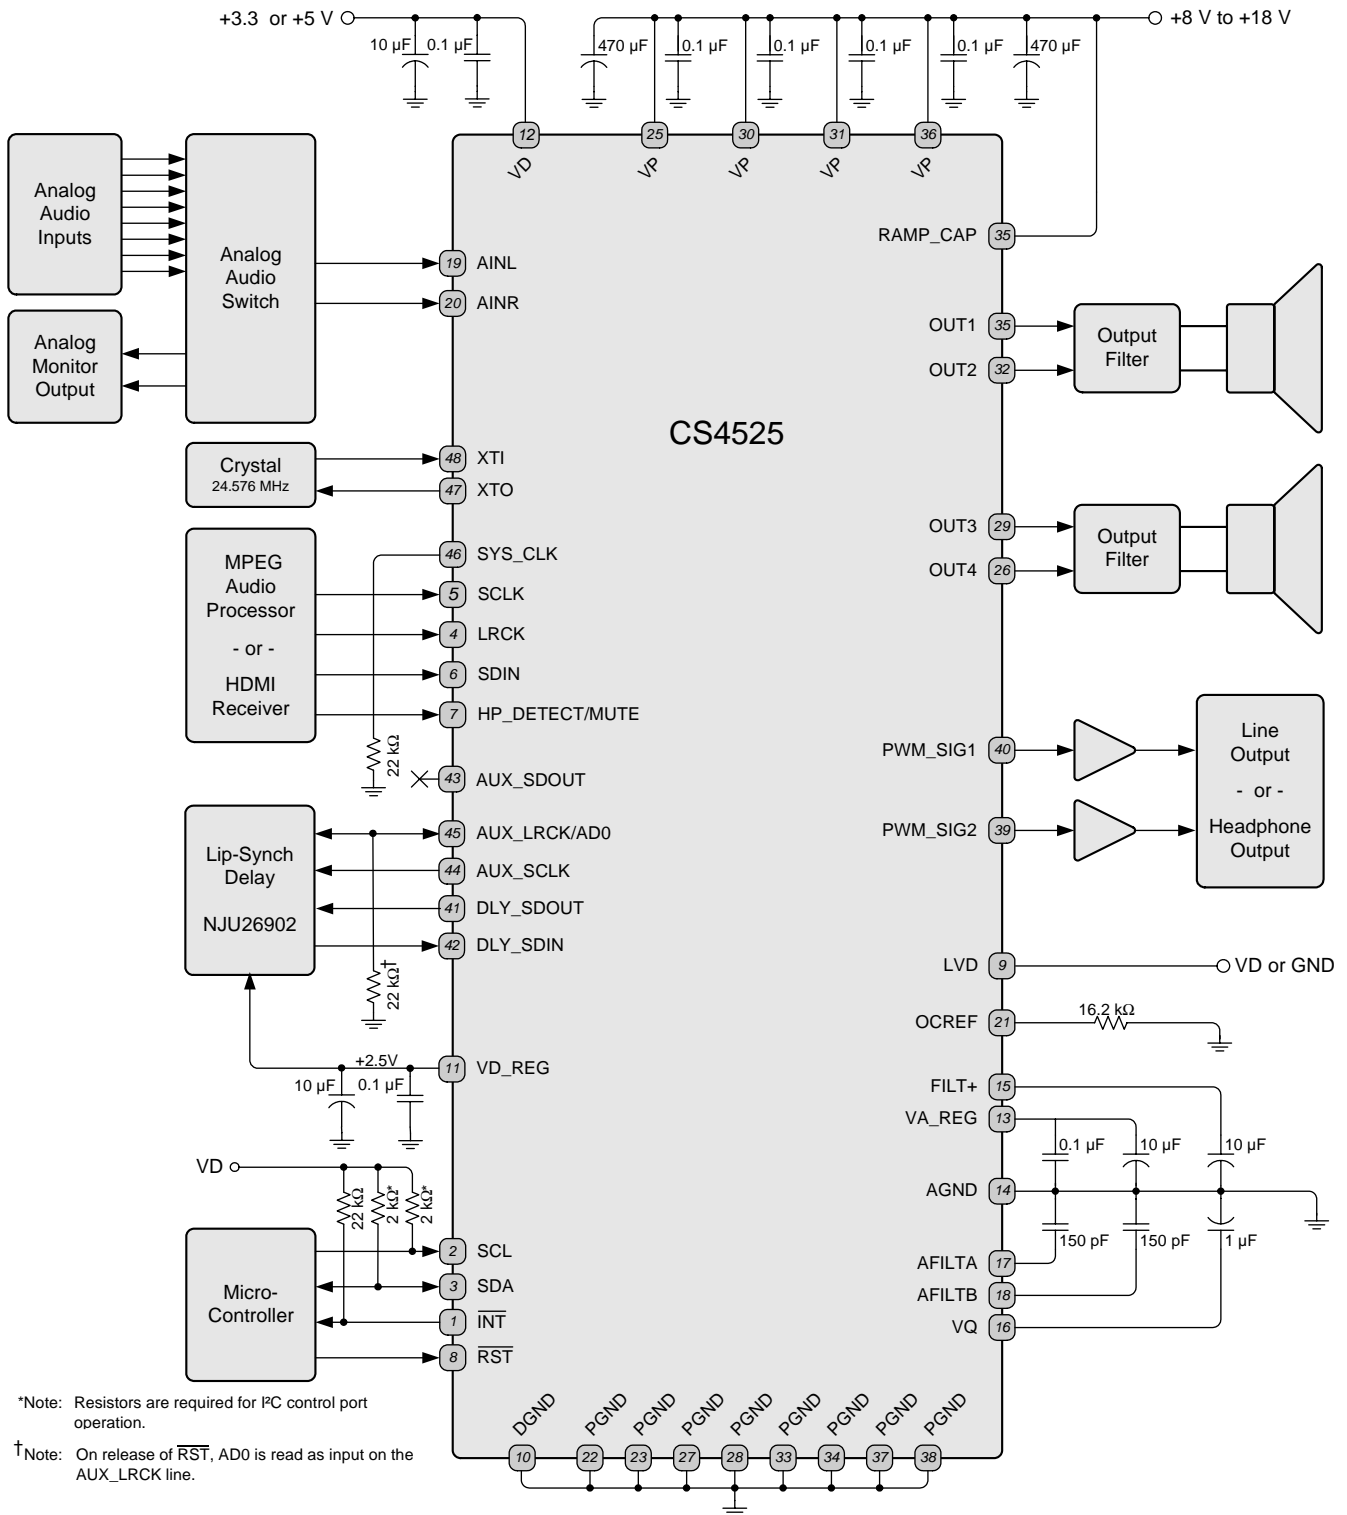 +3.3 or +5 V
+8 V to +18 V
10 µF
0.1 µF
470 µF
0.1 µF
0.1 µF
0.1 µF
0.1 µF
470 µF
12
25
30
31
36
VD
VP
VP
VP
VP
Analog
Audio
Inputs
Analog
Audio
Switch
Analog
Monitor
Output
19 AINL
20 AINR
RAMP_CAP 35
OUT1 35
OUT2 32
Output
Filter
CS4525
Crystal
24.576 MHz
48 XTI
47 XTO
OUT3 29
OUT4 26
Output
Filter
MPEG
Audio
Processor
- or -
HDMI
Receiver
46 SYS_CLK
5 SCLK
4 LRCK
6 SDIN
7 HP_DETECT/MUTE
22 kΩ
43 AUX_SDOUT
PWM_SIG1 40
PWM_SIG2 39
Line
Output
- or -
Headphone
Output
Lip-Synch
Delay
NJU26902
45 AUX_LRCK/AD0
44 AUX_SCLK
41 DLY_SDOUT
42 DLY_SDIN
22 kΩ†
LVD 9
VD or GND
OCREF 21
16.2 kΩ
+2.5V
11 VD_REG
10 µF
0.1 µF
FILT+ 15
VA_REG 13
0.1 µF
10 µF
10 µF
AGND 14
150 pF
150 pF
1 µF
AFILTA 17
AFILTB 18
VQ 16
VD
22 kΩ
2 kΩ*
2 kΩ*
Micro-
Controller
2 SCL
3 SDA
1 INT
8 RST
DGND
PGND
PGND
PGND
PGND
PGND
PGND
PGND
PGND
10
22
23
27
28
33
34
37
38
*Note: Resistors are required for I²C control port
operation.
†Note: On release of RST, AD0 is read as input on the
AUX_LRCK line.